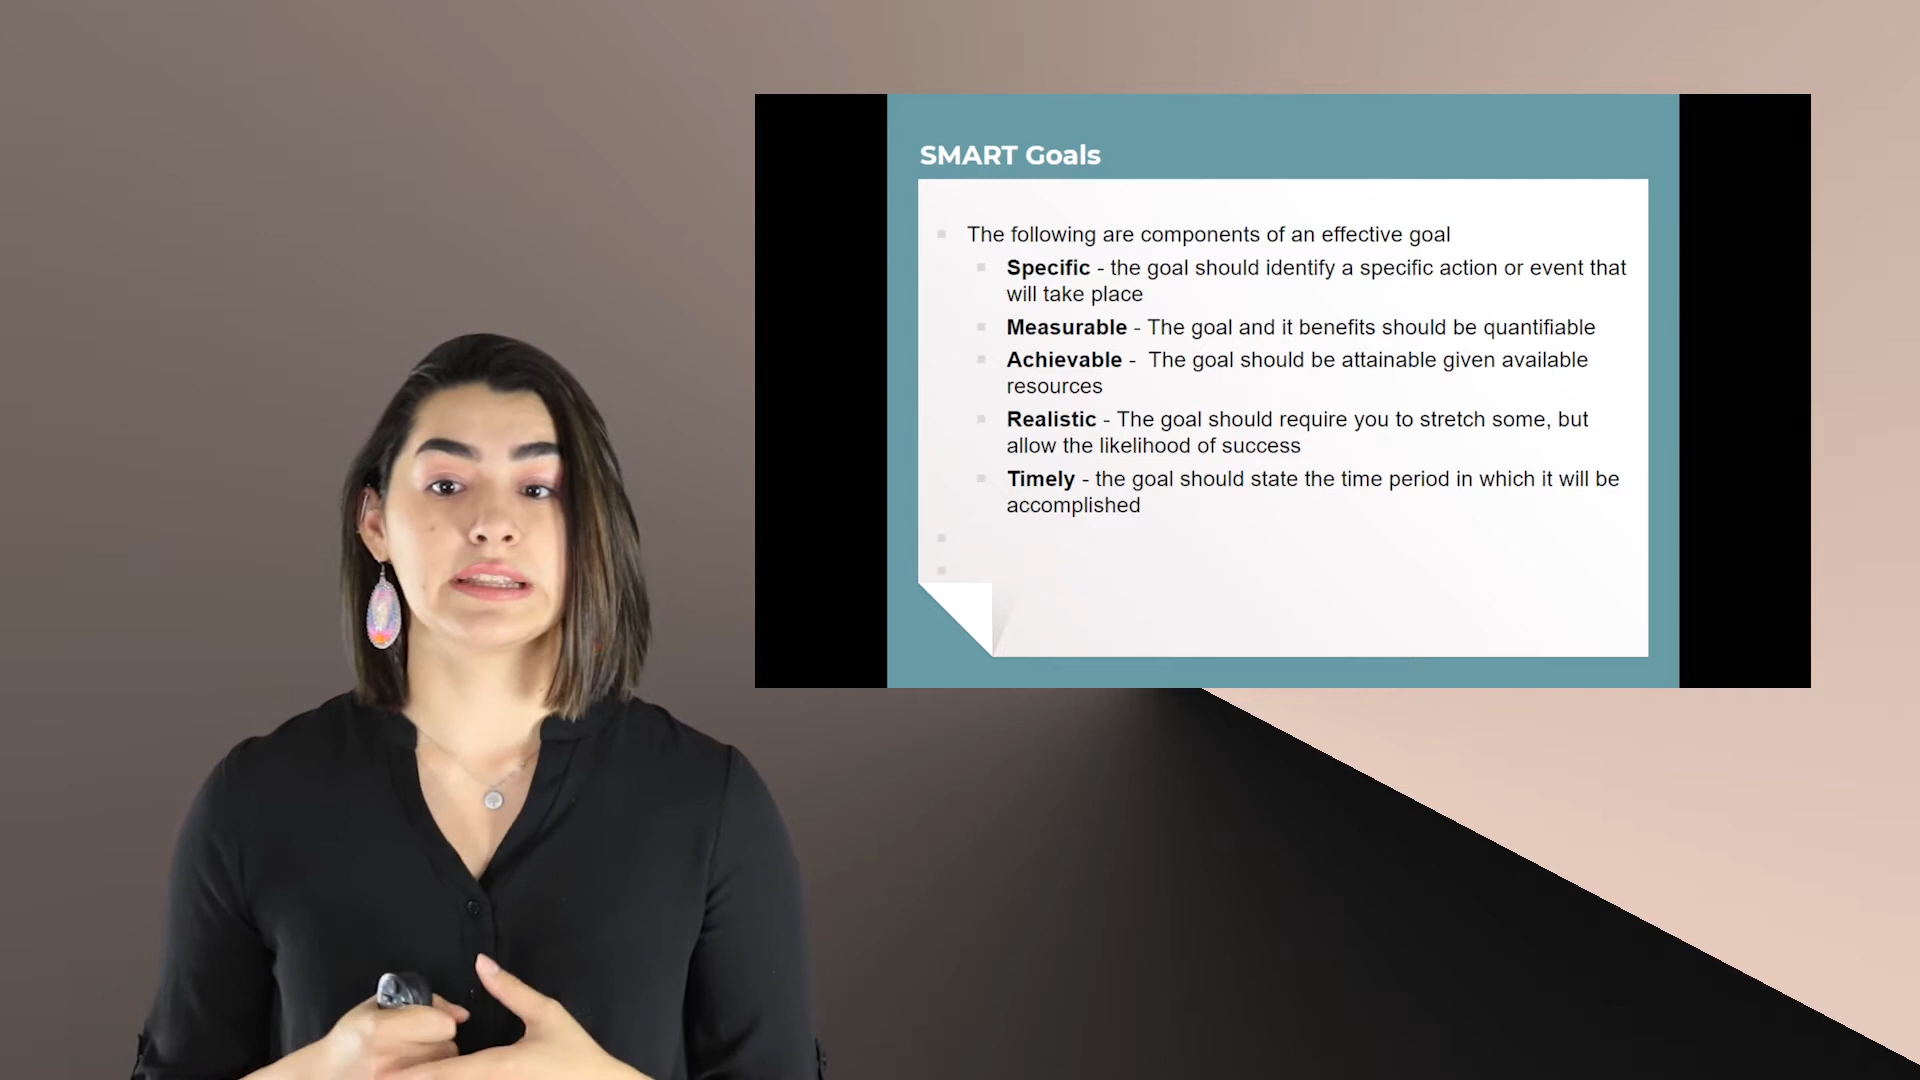 SMART Goals
The following are components of an effective goal
Specific - the goal should identify a specific action or event that
will take place
Measurable - The goal and it benefits should be quantifiable
Achievable -  The goal should be attainable given available
resources
Realistic - The goal should require you to stretch some, but
allow the likelihood of success
Timely - the goal should state the time period in which it will be
accomplished